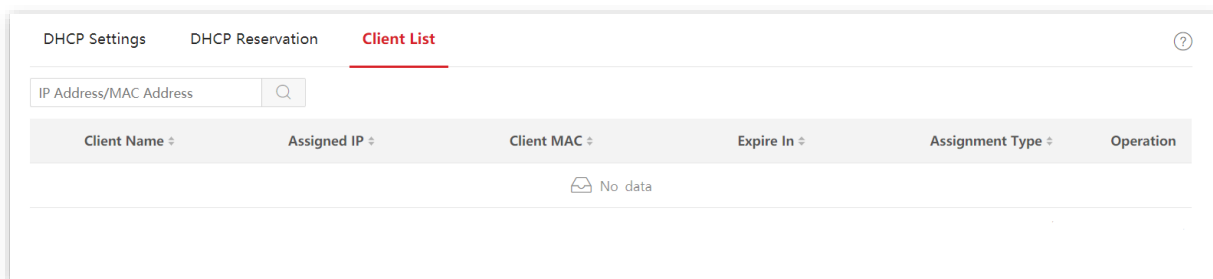 DHCP Settings DHCP Reservation Client List
IP Address/MAC Address
Client Name Assigned IP Client MAC Expire In Assignment Type Operation
No data